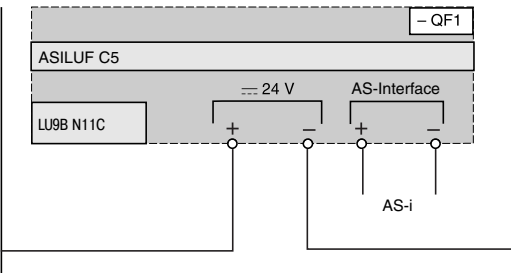 – QF1
ASILUF C5
⎓ 24 V
AS-Interface
LU9B N11C
+ – + –
AS-i